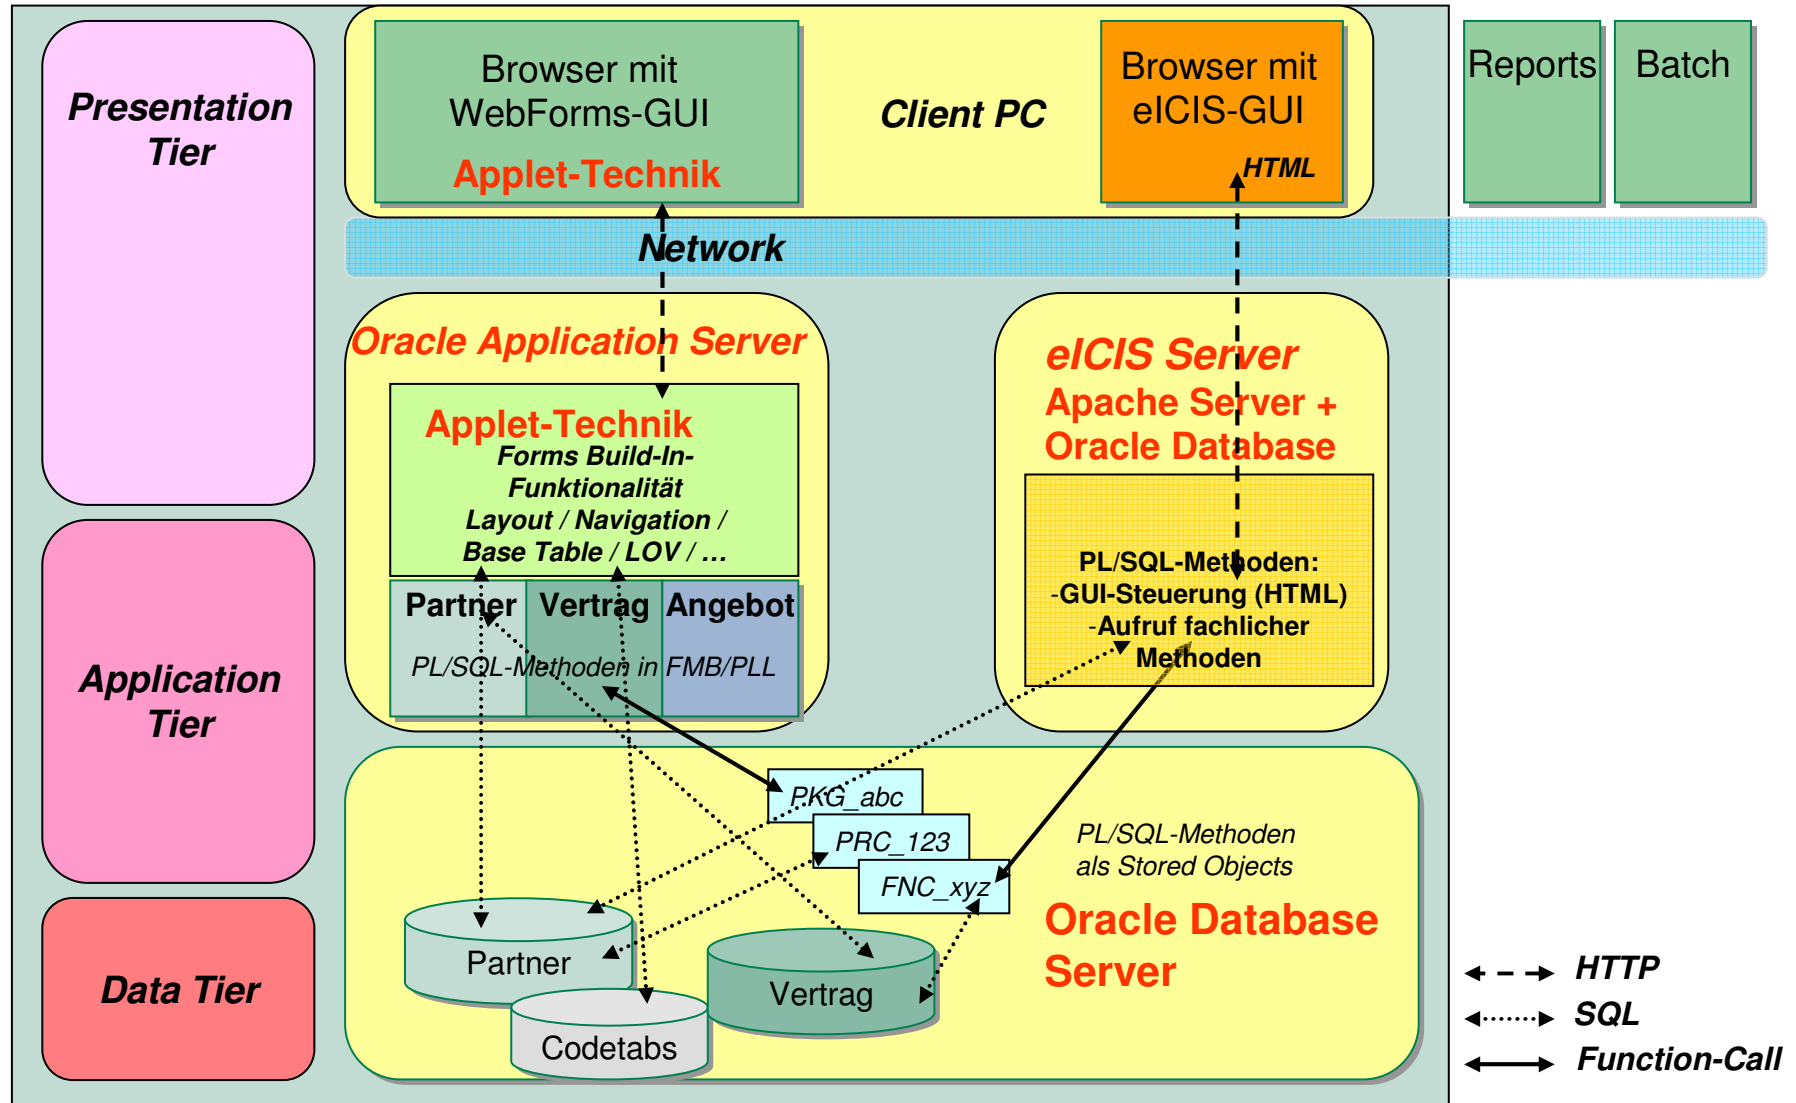 Presentation
Tier
Application
Tier
Data Tier
Browser mit
WebForms-GUI
Applet-Technik
Client PC
Browser mit
eICIS-GUI
HTML
Reports
Batch
Network
Oracle Application Server
Applet-Technik
Forms Build-In-
Funktionalität
Layout / Navigation /
Base Table / LOV / ...
Partner
Vertrag
Angebot
PL/SQL-Methoden in FMB/PLL
eICIS Server
Apache Server +
Oracle Database
PL/SQL-Methoden:
-GUI-Steuerung (HTML)
-Aufruf fachlicher
Methoden
PKG_abc
PRC_123
FNC_xyz
PL/SQL-Methoden
als Stored Objects
Oracle Database
Server
Partner
Codetabs
Vertrag
HTTP
SQL
Function-Call